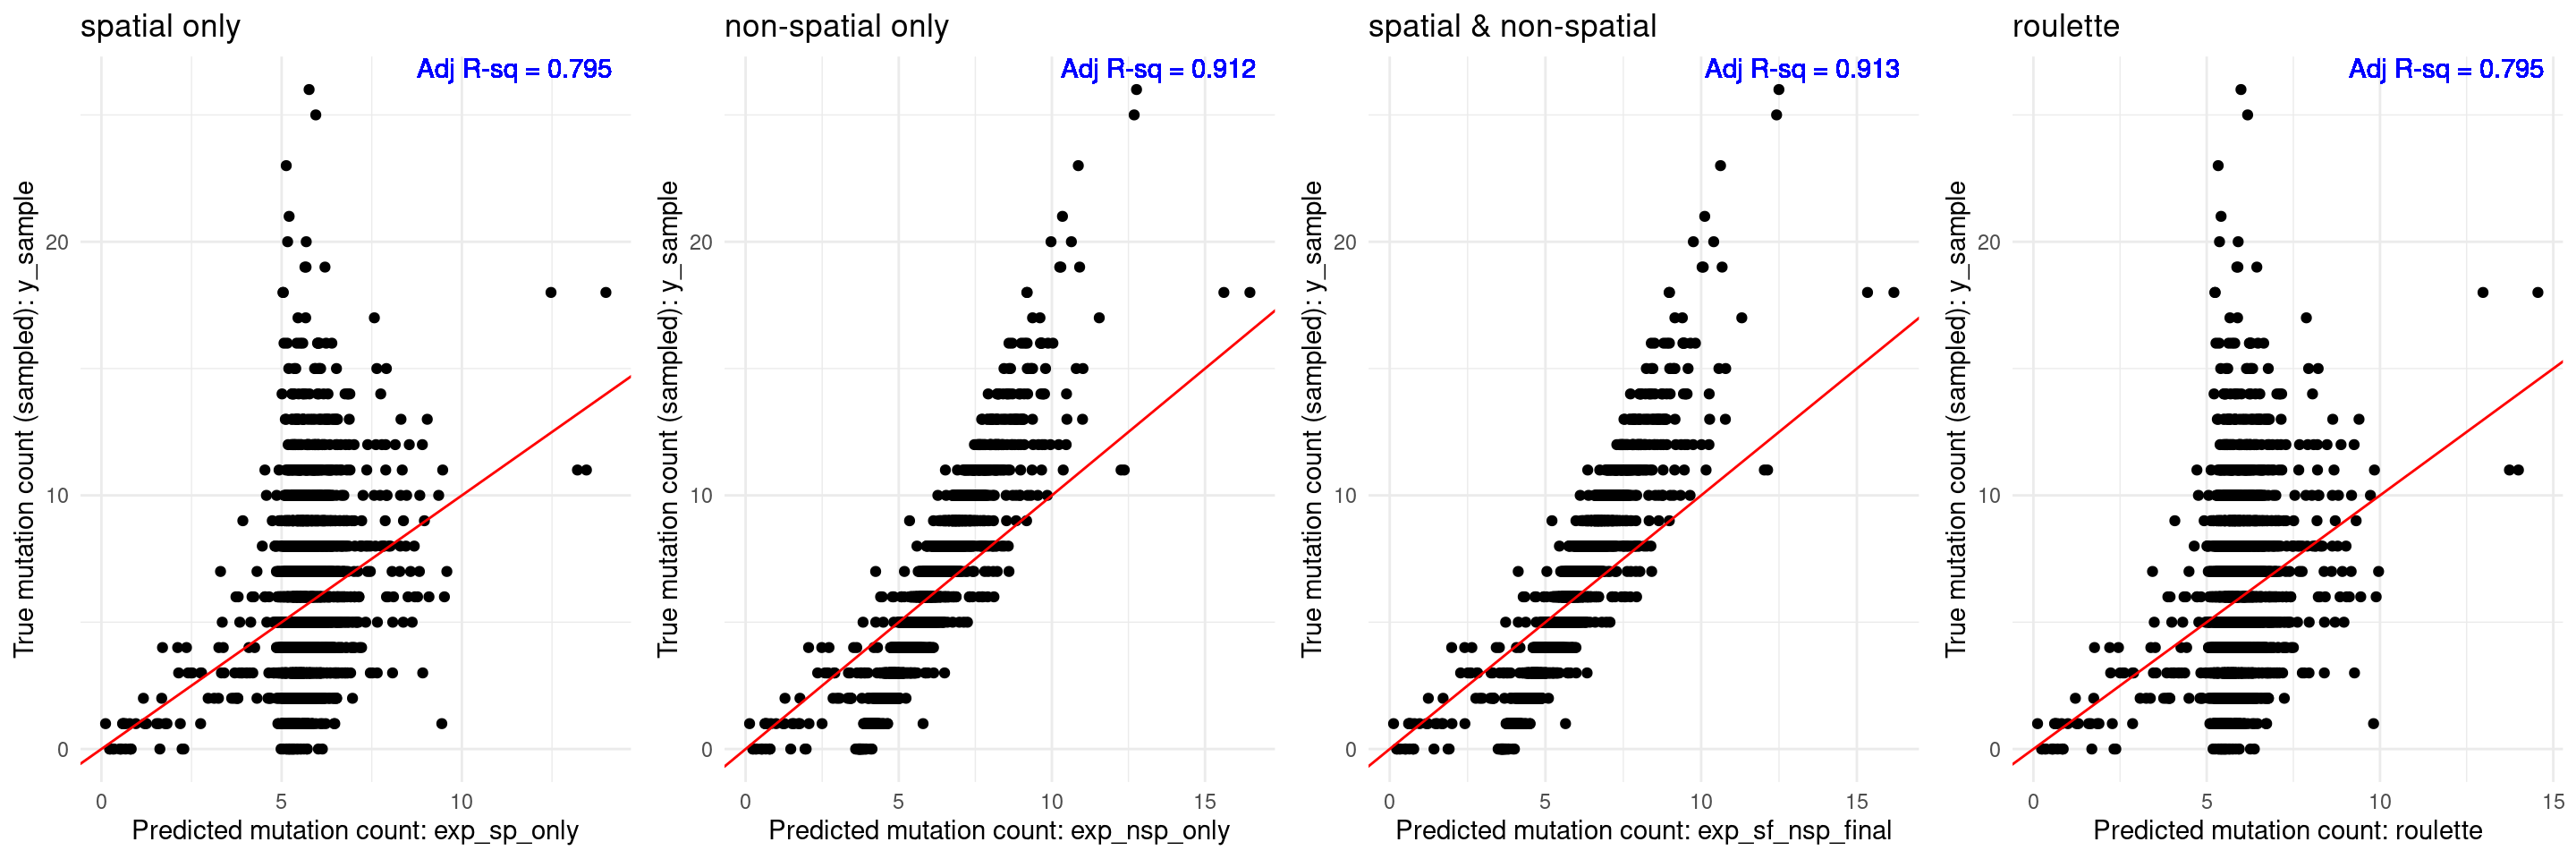 spatial only
Adj R-sq = 0.795
True mutation count (sampled): y_sample
20
10
0
0 5 10
Predicted mutation count: exp_sp_only
non-spatial only
Adj R-sq = 0.912
True mutation count (sampled): y_sample
20
10
0
0 5 10 15
Predicted mutation count: exp_nsp_only
spatial & non-spatial
Adj R-sq = 0.913
True mutation count (sampled): y_sample
20
10
0
0 5 10 15
Predicted mutation count: exp_sf_nsp_final
roulette
Adj R-sq = 0.795
True mutation count (sampled): y_sample
20
10
0
0 5 10 15
Predicted mutation count: roulette